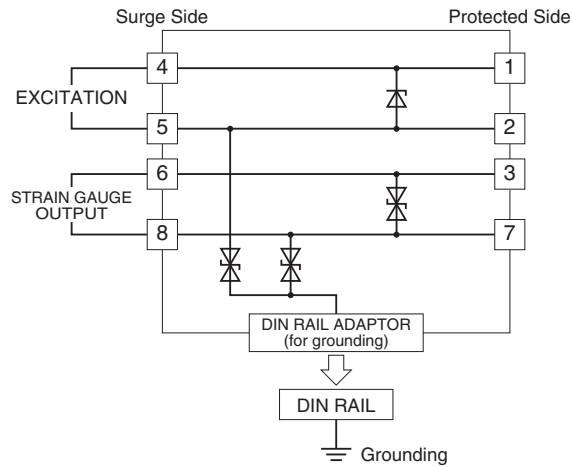 Surge Side
Protected Side
4
1
EXCITATION
5
2
6
3
STRAIN GAUGE
OUTPUT
8
7
DIN RAIL ADAPTOR
(for grounding)
DIN RAIL
Grounding